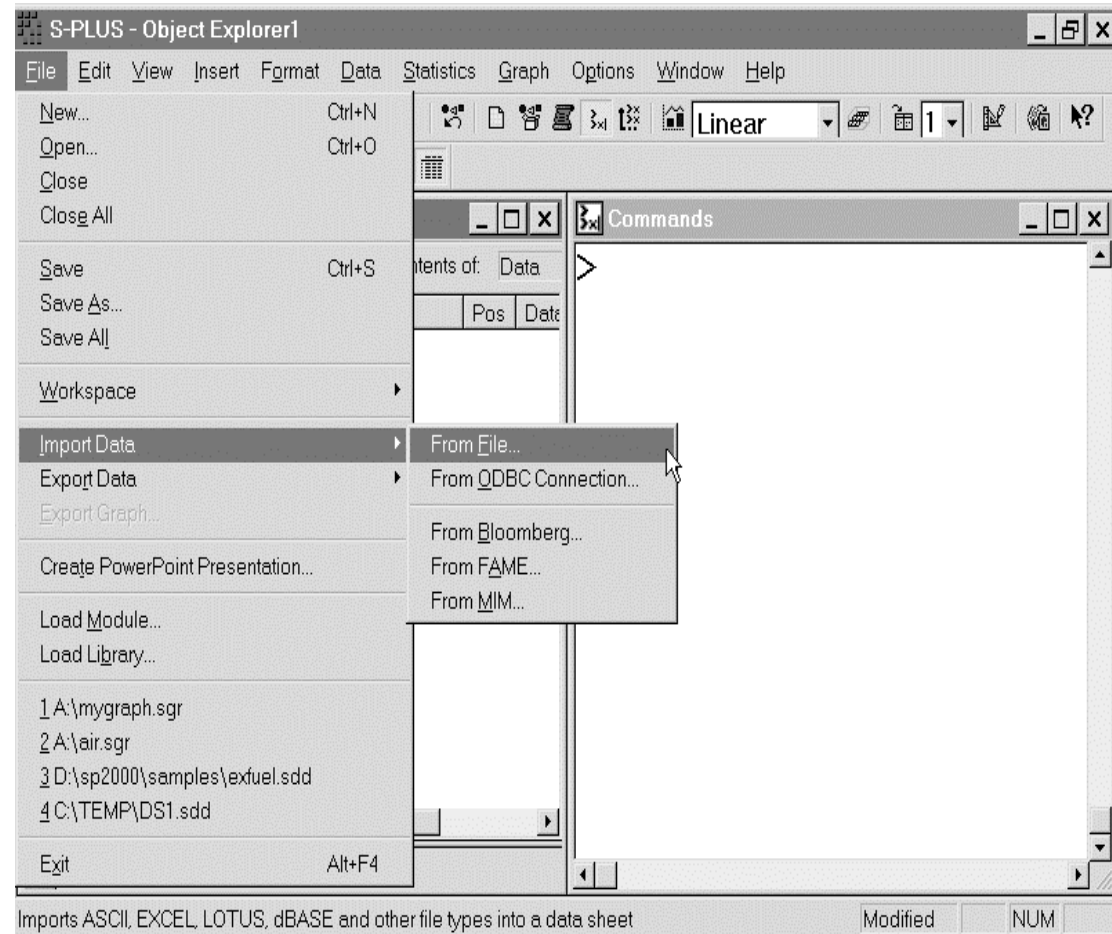 S-PLUS - Object Explorer1
File Edit View Insert Format Data Statistics Graph Options Window Help
New... Ctrl+N
Open... Ctrl+O
Close
Close All
Save Ctrl+S
Save As...
Save All
Workspace
Import Data
Export Data
Export Graph...
Create PowerPoint Presentation...
Load Module...
Load Library...
1 A:\mygraph.sgr
2 A:\air.sgr
3 D:\sp2000\samples\exfuel.sdd
4 C:\TEMP\DS1.sdd
Exit Alt+F4
Linear 1
From File...
From ODBC Connection...
From Bloomberg...
From FAME...
From MIM...
ntents of: Data
Pos Data
Commands
>
Imports ASCII, EXCEL, LOTUS, dBASE and other file types into a data sheet Modified NUM